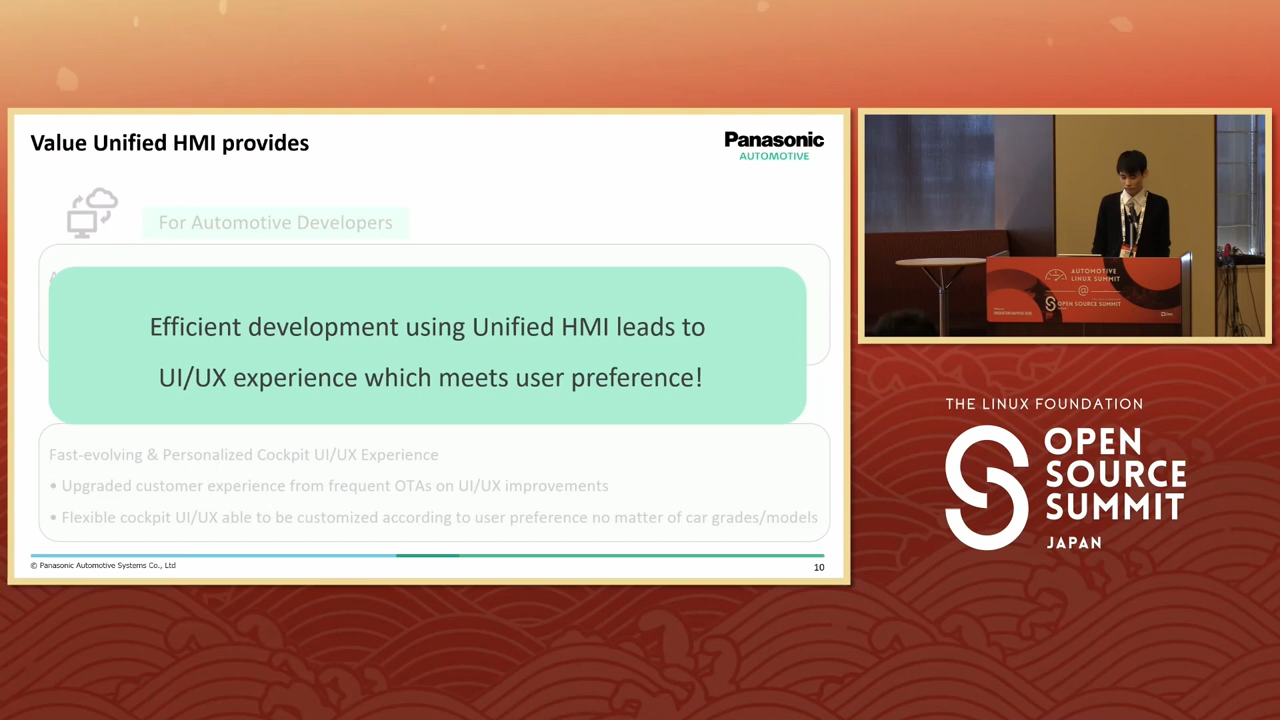 Value Unified HMI provides
Panasonic
AUTOMOTIVE
For Automotive Developers
Efficient development using Unified HMI leads to
UI/UX experience which meets user preference!
Fast-evolving & Personalized Cockpit UI/UX Experience
• Upgraded customer experience from frequent OTAs on UI/UX improvements
• Flexible cockpit UI/UX able to be customized according to user preference no matter of car grades/models
© Panasonic Automotive Systems Co., Ltd
10
AUTOMOTIVE
LINUX SUMMIT
@
OPEN SOURCE SUMMIT
THE LINUX FOUNDATION
OPEN
SOURCE
SUMMIT
JAPAN